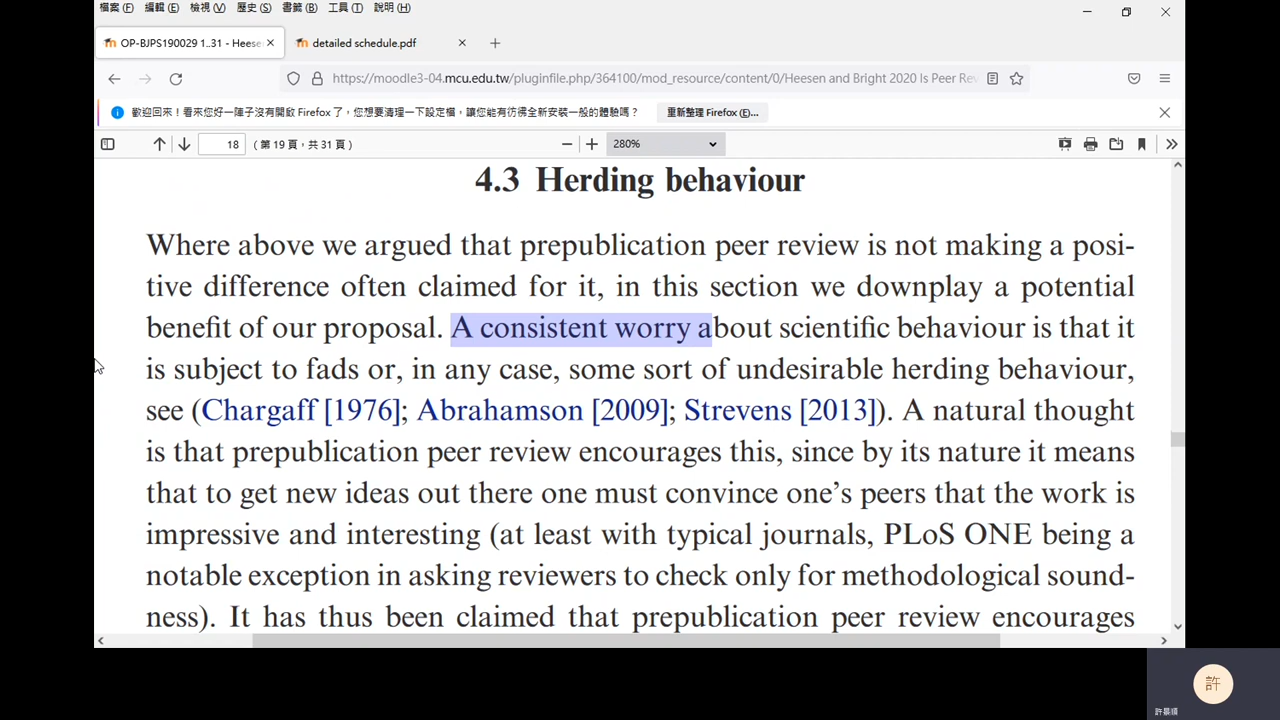 檔案 (F) 編輯 (E) 檢視 (V) 歷史 (S) 書籤 (B) 工具 (T) 說明 (H)
OP-BJPS190029 1..31 - Heese
detailed schedule.pdf
https://moodle3-04.mcu.edu.tw/pluginfile.php/364100/mod_resource/content/0/Heesen and Bright 2020 Is Peer Rev
歡迎回來！看來您好一陣子沒有開啟 Firefox 了，您想要清理一下設定檔，讓您能有彷彿全新安裝一般的體驗嗎？
重新整理 Firefox (E)...
18 ( 第 19 頁，共 31 頁 )
280%
4.3 Herding behaviour
Where above we argued that prepublication peer review is not making a posi-
tive difference often claimed for it, in this section we downplay a potential
benefit of our proposal. A consistent worry about scientific behaviour is that it
is subject to fads or, in any case, some sort of undesirable herding behaviour,
see (Chargaff [1976]; Abrahamson [2009]; Strevens [2013]). A natural thought
is that prepublication peer review encourages this, since by its nature it means
that to get new ideas out there one must convince one’s peers that the work is
impressive and interesting (at least with typical journals, PLoS ONE being a
notable exception in asking reviewers to check only for methodological sound-
ness). It has thus been claimed that prepublication peer review encourages
許